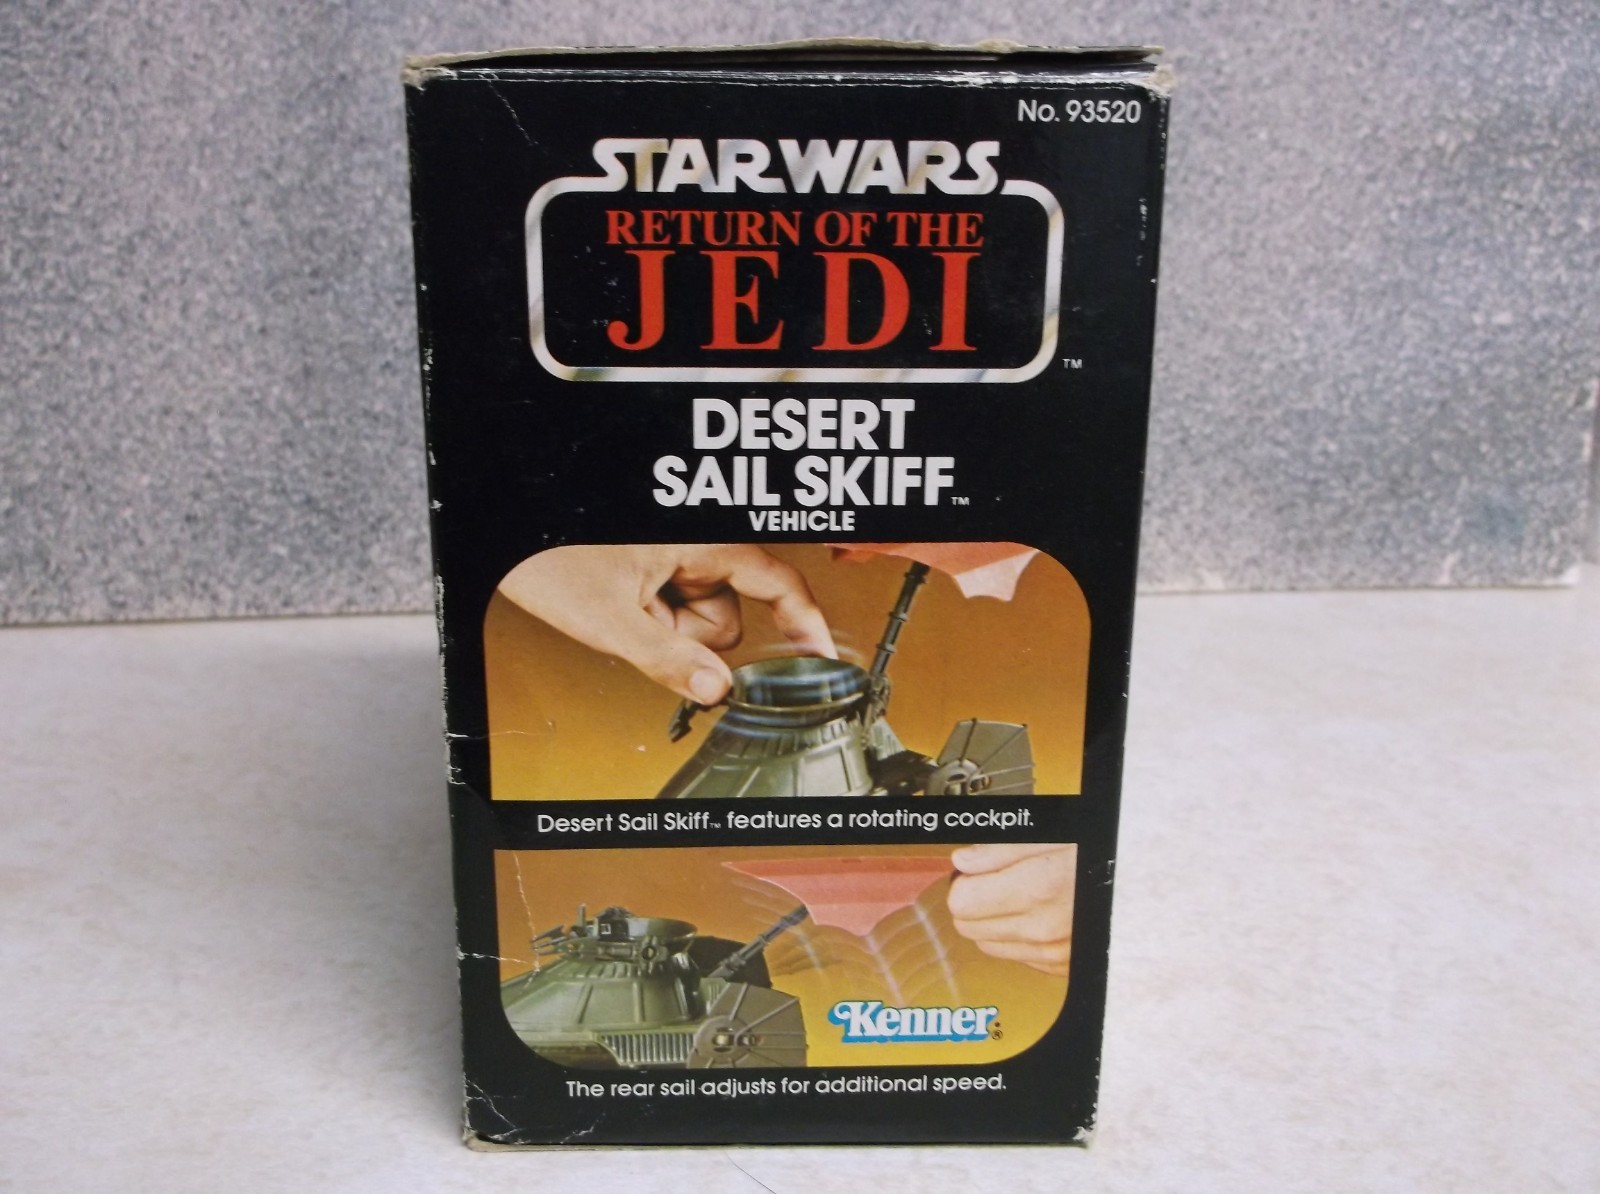 No. 93520
STAR WARS
RETURN OF THE
JEDI
™
DESERT
SAIL SKIFF™
VEHICLE
Desert Sail Skiff™ features a rotating cockpit.
Kenner®
The rear sail adjusts for additional speed.